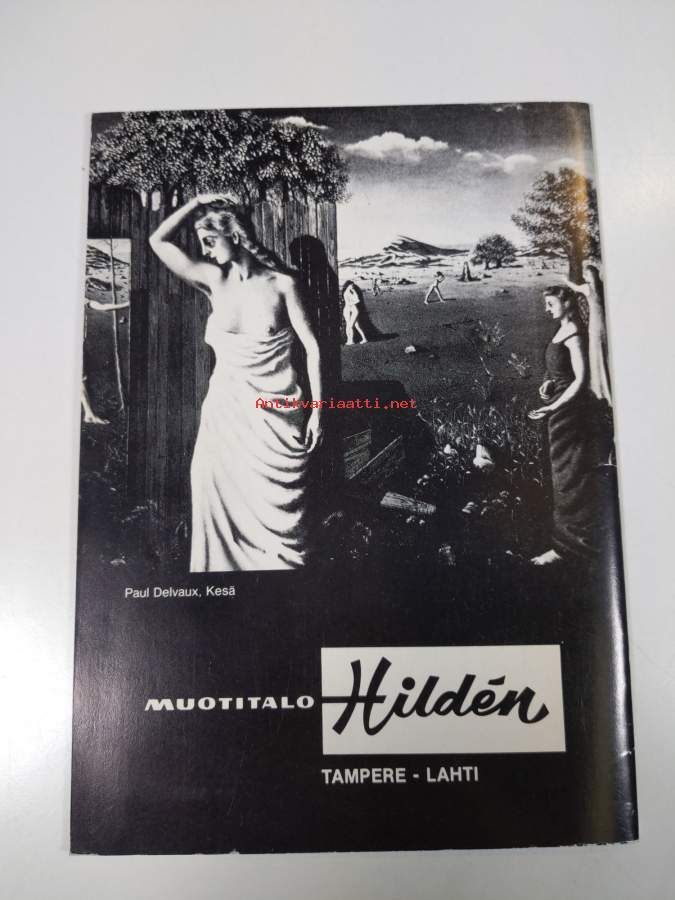 Antikvariaatti.net
Paul Delvaux, Kesä
MUOTITALO Hildén
TAMPERE - LAHTI